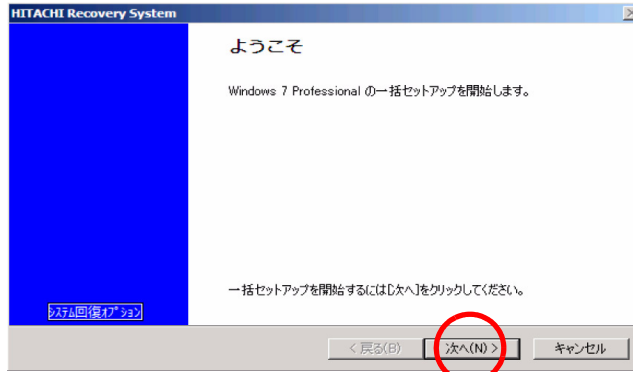 HITACHI Recovery System
ようこそ
Windows 7 Professional の一括セットアップを開始します。
一括セットアップを開始するには[次へ]をクリックしてください。
ｼｽﾃﾑ回復ｵﾌﾟｼｮﾝ
< 戻る(B)
次へ(N) >
キャンセル